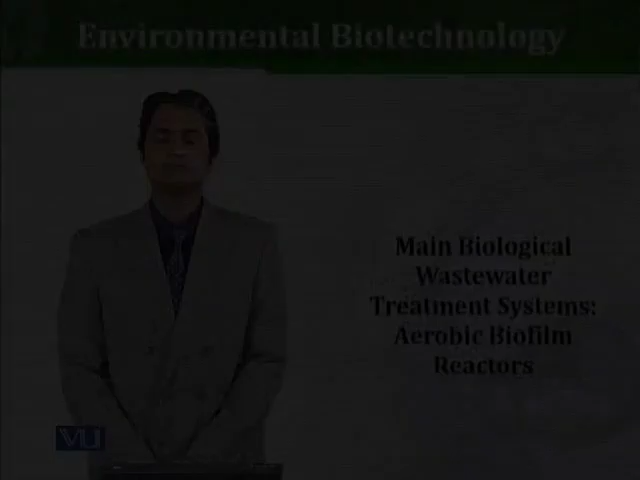 Environmental Biotechnology
Main Biological
Wastewater
Treatment Systems:
Aerobic Biofilm
Reactors
VU